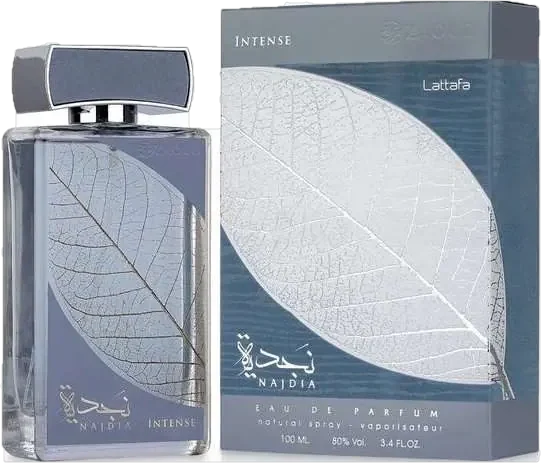 INTENSE
Lattafa
نجدية
NAJDIA
EAU DE PARFUM
natural spray - vaporisateur
100 ML 80% Vol. 3.4 FL.OZ.
نجدية
NAJDIA INTENSE